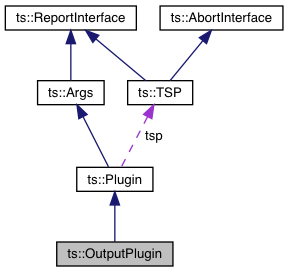 ts::ReportInterface
ts::AbortInterface
ts::Args
ts::TSP
tsp
ts::Plugin
ts::OutputPlugin